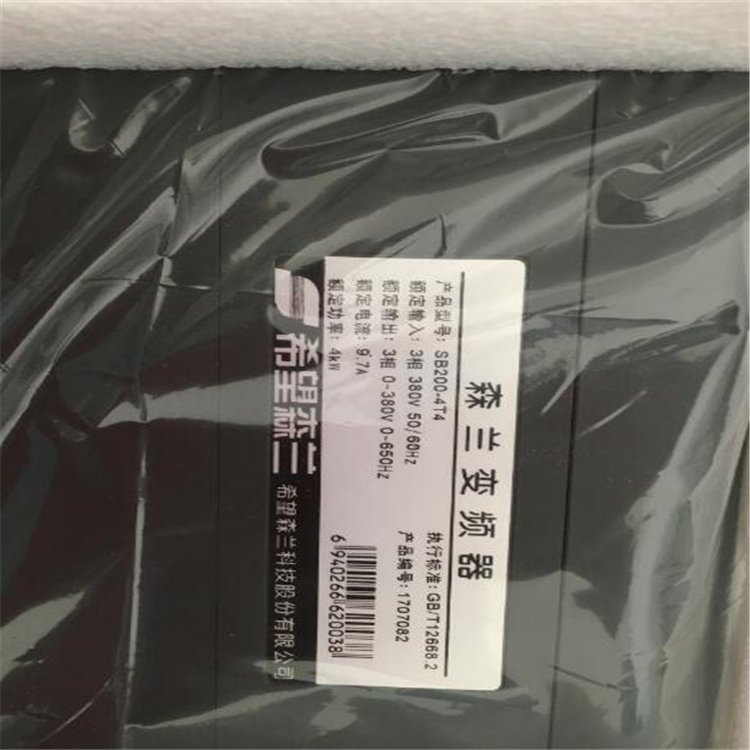 森兰变频器
产品型号: SB200-4T4
额定输入: 3相 380V 50/60Hz
额定输出: 3相 0-380V 0-650Hz
额定电流: 9.7A
额定功率: 4kW
执行标准: GB/T12668.2
产品编号: 1707082
6940266620038
希望森兰
希望森兰科技股份有限公司